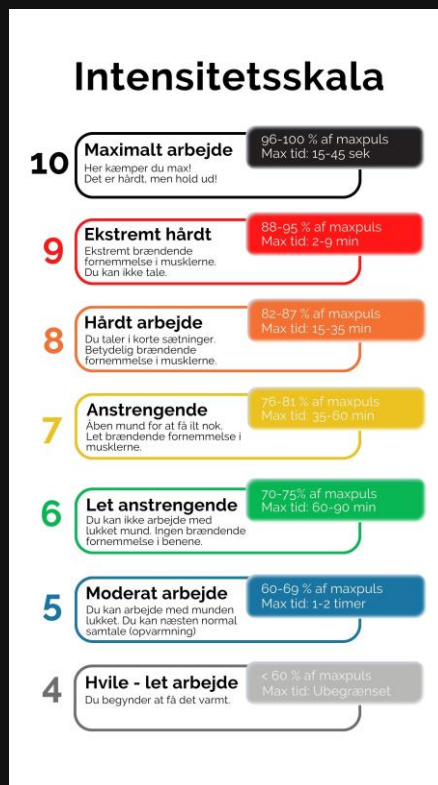 Intensitetsskala
10
Maximalt arbejde
Her kæmper du max!
Det er hårdt, men hold ud!
96-100 % af maxpuls
Max tid: 15-45 sek
9
Ekstremt hårdt
Ekstremt brændende
fornemmelse i musklerne.
Du kan ikke tale.
88-95 % af maxpuls
Max tid: 2-9 min
8
Hårdt arbejde
Du taler i korte sætninger.
Betydelig brændende
fornemmelse i musklerne.
82-87 % af maxpuls
Max tid: 15-35 min
7
Anstrengende
Åben mund for at få ilt nok.
Let brændende fornemmelse i
musklerne.
76-81 % af maxpuls
Max tid: 35-60 min
6
Let anstrengende
Du kan ikke arbejde med
lukket mund. Ingen brændende
fornemmelse i benene.
70-75% af maxpuls
Max tid: 60-90 min
5
Moderat arbejde
Du kan arbejde med munden
lukket. Du kan næsten normal
samtale (opvarmning)
60-69 % af maxpuls
Max tid: 1-2 timer
4
Hvile - let arbejde
Du begynder at få det varmt.
< 60 % af maxpuls
Max tid: Ubegrænset